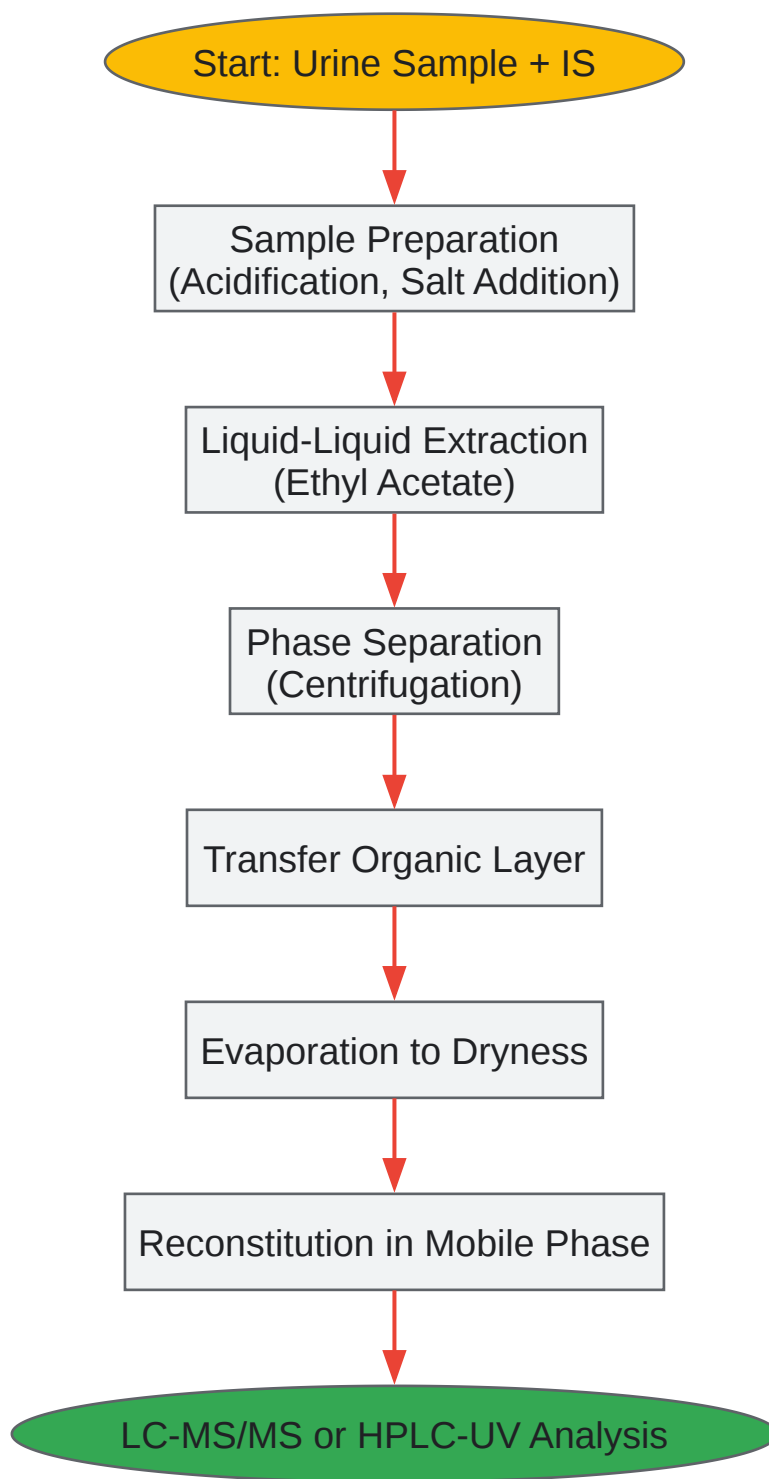 Start: Urine Sample + IS
Sample Preparation
(Acidification, Salt Addition)
Liquid-Liquid Extraction
(Ethyl Acetate)
Phase Separation
(Centrifugation)
Transfer Organic Layer
Evaporation to Dryness
Reconstitution in Mobile Phase
LC-MS/MS or HPLC-UV Analysis